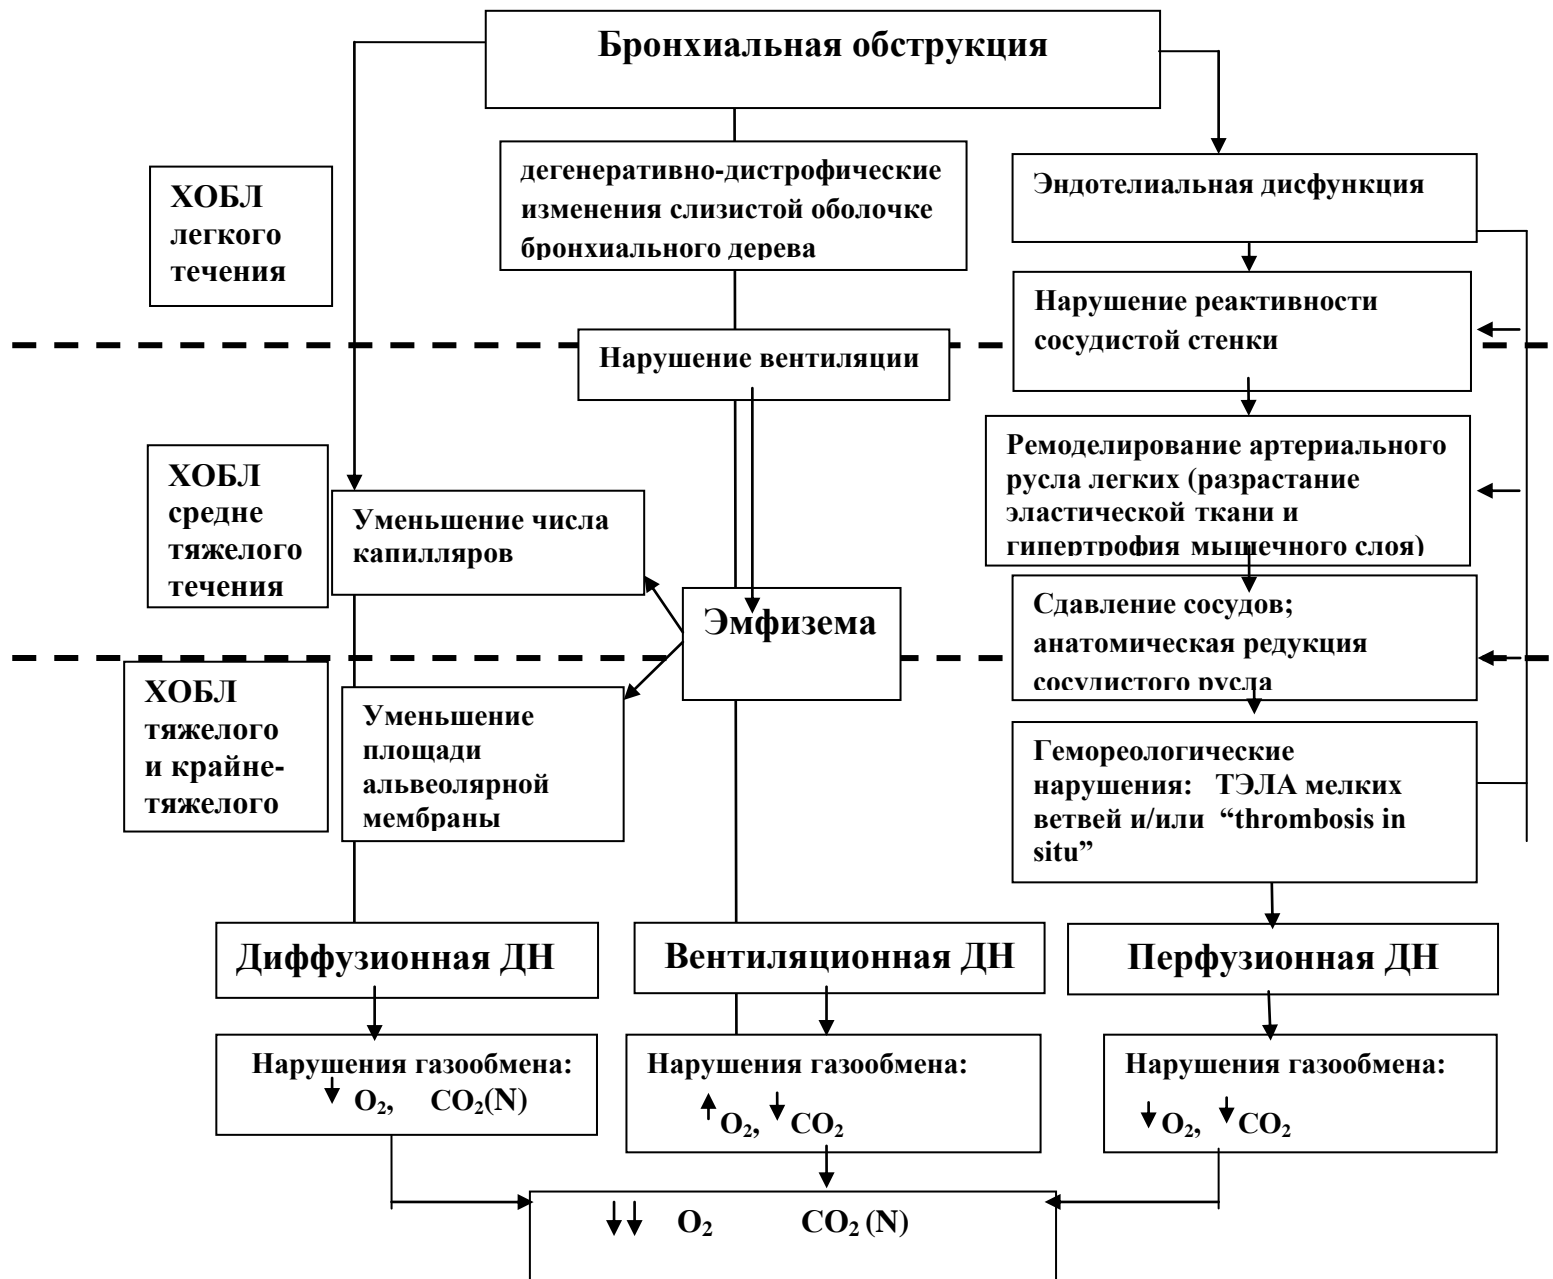 Бронхиальная обструкция
ХОБЛ
легкого
течения
дегенеративно-дистрофические
изменения слизистой оболочке
бронхиального дерева
Эндотелиальная дисфункция
Нарушение реактивности
сосудистой стенки
Нарушение вентиляции
Ремоделирование артериального
русла легких (разрастание
эластической ткани и
гипертрофия мышечного слоя)
ХОБЛ
средне
тяжелого
течения
Уменьшение числа
капилляров
Эмфизема
Сдавление сосудов;
анатомическая редукция
сосудистого русла
ХОБЛ
тяжелого
и крайне-
тяжелого
Уменьшение
площади
альвеолярной
мембраны
Гемореологические
нарушения: ТЭЛА мелких
ветвей и/или “thrombosis in
situ”
Диффузионная ДН
Вентиляционная ДН
Перфузионная ДН
Нарушения газообмена:
↓ O₂, CO₂(N)
Нарушения газообмена:
↑ O₂, ↓ CO₂
Нарушения газообмена:
↓ O₂, ↓ CO₂
↓↓ O₂ CO₂ (N)